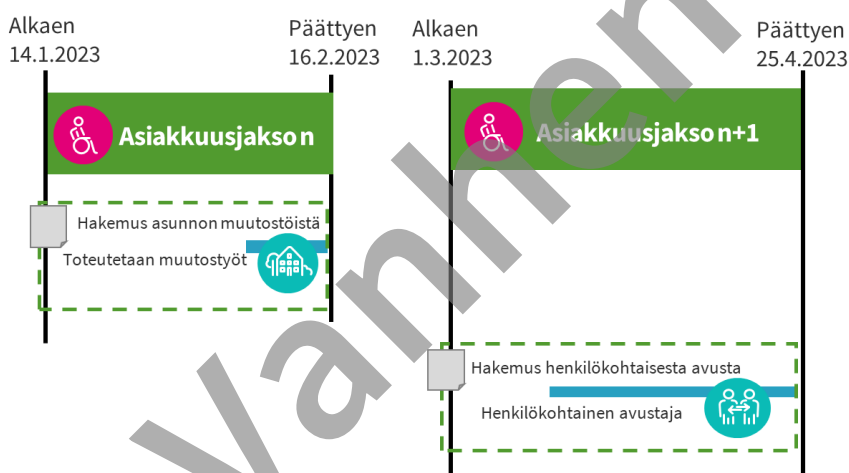 Alkaen
14.1.2023
Päättyen
16.2.2023
Alkaen
1.3.2023
Päättyen
25.4.2023
Asiakkuusjakso n
Asiakkuusjakso n+1
Hakemus asunnon muutostöistä
Toteutetaan muutostyöt
Hakemus henkilökohtaisesta avusta
Henkilökohtainen avustaja
Vanhen